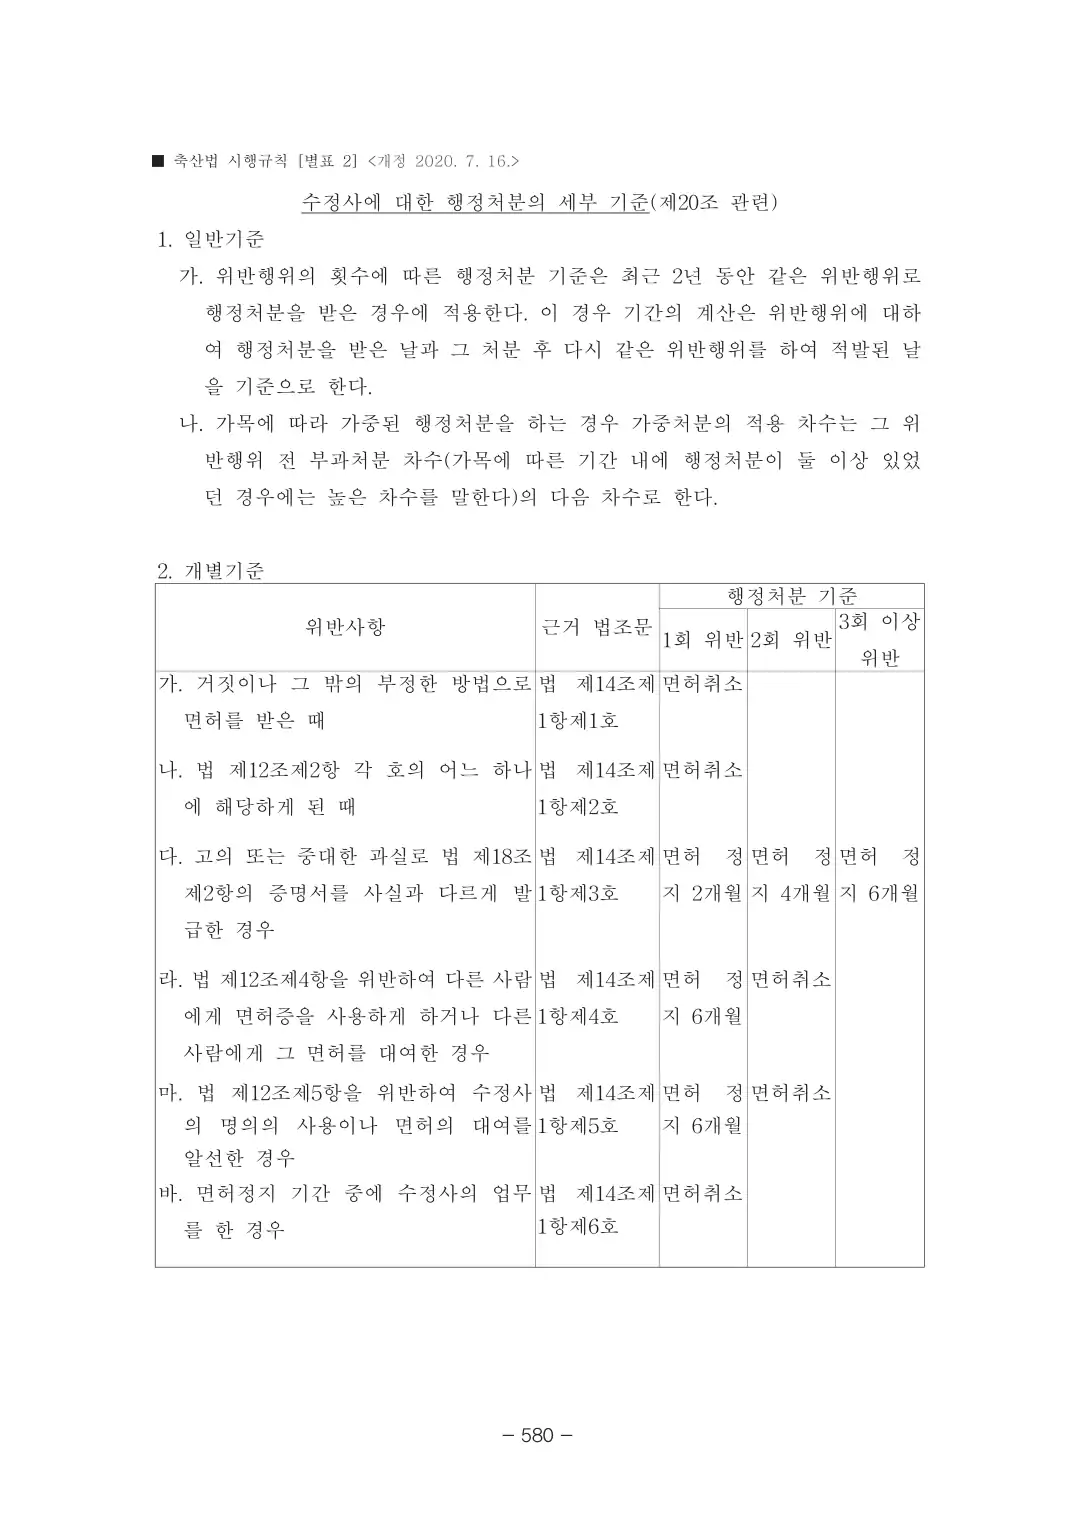 ■ 축산법 시행규칙 [별표 2] <개정 2020. 7. 16.>
수정사에 대한 행정처분의 세부 기준(제20조 관련)
1. 일반기준
가. 위반행위의 횟수에 따른 행정처분 기준은 최근 2년 동안 같은 위반행위로
행정처분을 받은 경우에 적용한다. 이 경우 기간의 계산은 위반행위에 대하
여 행정처분을 받은 날과 그 처분 후 다시 같은 위반행위를 하여 적발된 날
을 기준으로 한다.
나. 가목에 따라 가중된 행정처분을 하는 경우 가중처분의 적용 차수는 그 위
반행위 전 부과처분 차수(가목에 따른 기간 내에 행정처분이 둘 이상 있었
던 경우에는 높은 차수를 말한다)의 다음 차수로 한다.
2. 개별기준
위반사항 근거 법조문 행정처분 기준
1회 위반 2회 위반 3회 이상
위반
가. 거짓이나 그 밖의 부정한 방법으로 법 제14조제 면허취소
면허를 받은 때 1항제1호
나. 법 제12조제2항 각 호의 어느 하나 법 제14조제 면허취소
에 해당하게 된 때 1항제2호
다. 고의 또는 중대한 과실로 법 제18조 법 제14조제 면허 정 면허 정 면허 정
제2항의 증명서를 사실과 다르게 발 1항제3호 지 2개월 지 4개월 지 6개월
급한 경우
라. 법 제12조제4항을 위반하여 다른 사람 법 제14조제 면허 정 면허취소
에게 면허증을 사용하게 하거나 다른 1항제4호 지 6개월
사람에게 그 면허를 대여한 경우
마. 법 제12조제5항을 위반하여 수정사 법 제14조제 면허 정 면허취소
의 명의의 사용이나 면허의 대여를 1항제5호 지 6개월
알선한 경우
바. 면허정지 기간 중에 수정사의 업무 법 제14조제 면허취소
를 한 경우 1항제6호
- 580 -